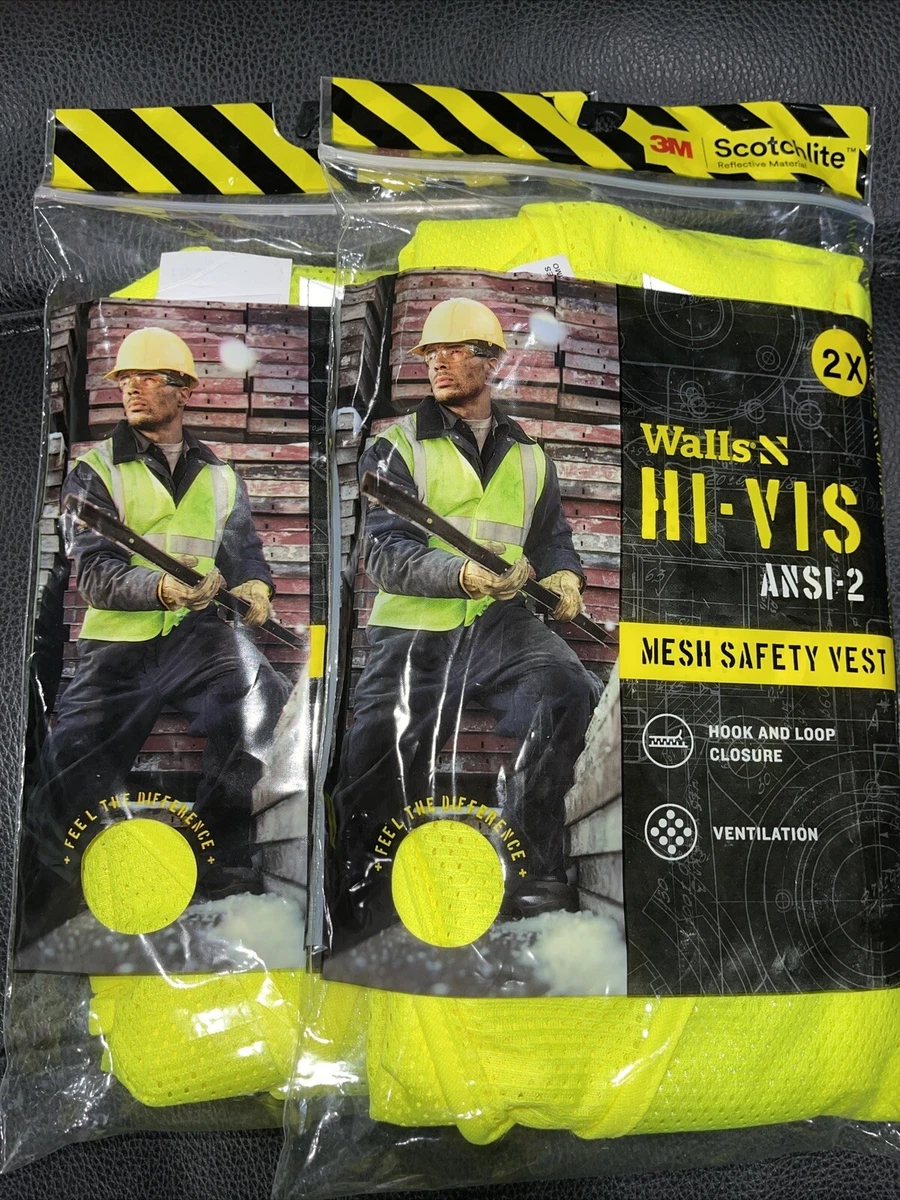 3M Scotchlite™
Reflective Material
2X
Walls
HI-VIS
ANSI-2
MESH SAFETY VEST
HOOK AND LOOP
CLOSURE
VENTILATION
+ FEEL THE DIFFERENCE +
+ FEEL THE DIFFERENCE +